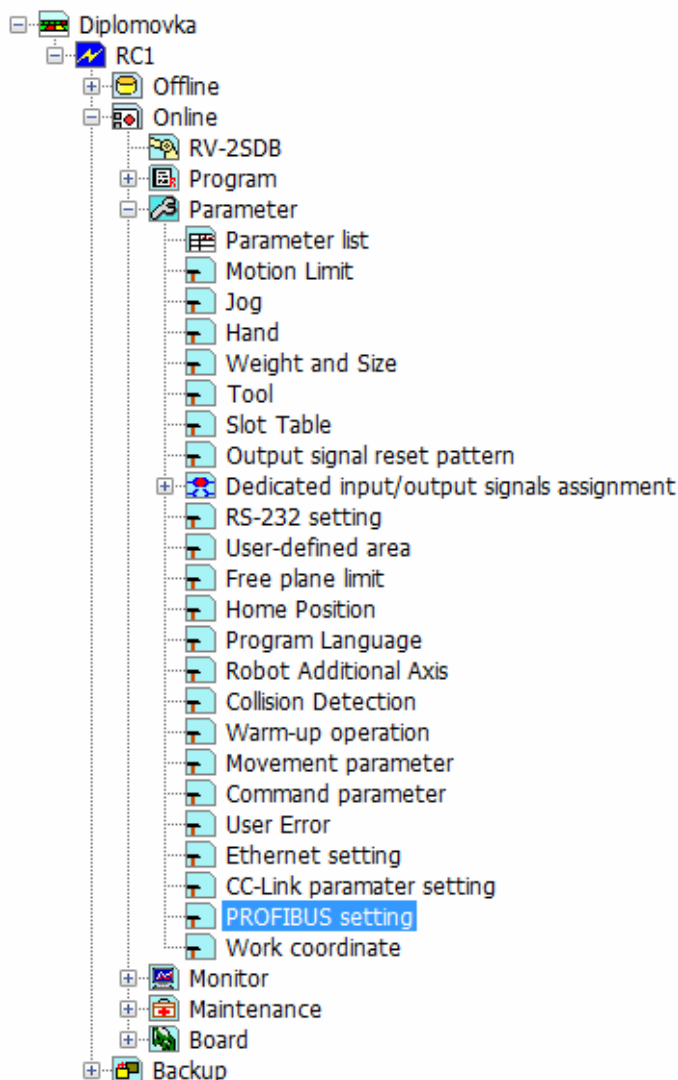 Diplomovka
RC1
Offline
Online
RV-2SDB
Program
Parameter
Parameter list
Motion Limit
Jog
Hand
Weight and Size
Tool
Slot Table
Output signal reset pattern
Dedicated input/output signals assignment
RS-232 setting
User-defined area
Free plane limit
Home Position
Program Language
Robot Additional Axis
Collision Detection
Warm-up operation
Movement parameter
Command parameter
User Error
Ethernet setting
CC-Link paramater setting
PROFIBUS setting
Work coordinate
Monitor
Maintenance
Board
Backup